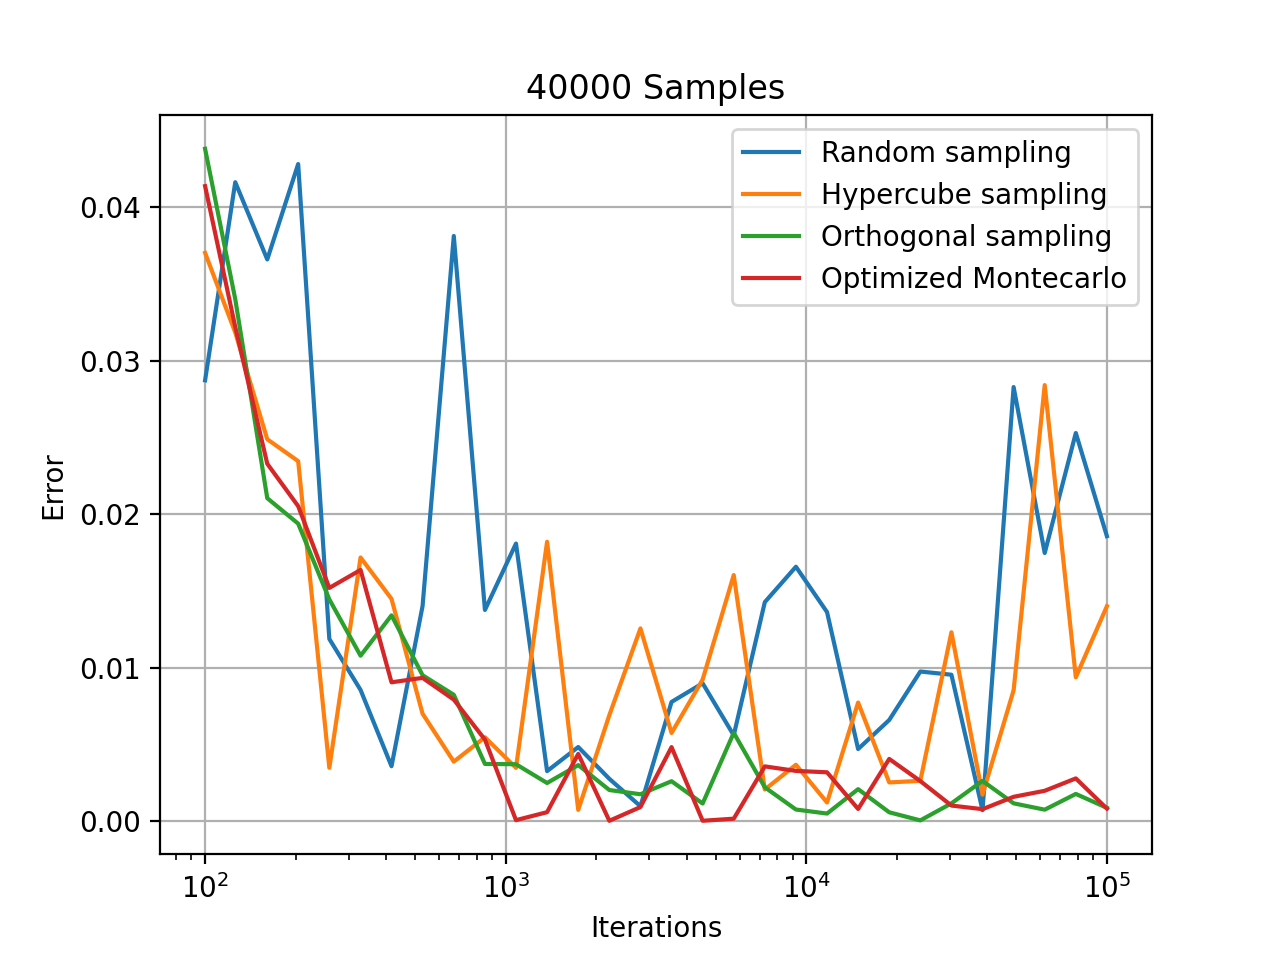 40000 Samples
Random sampling
Hypercube sampling
Orthogonal sampling
Optimized Montecarlo
Error
0.04
0.03
0.02
0.01
0.00
10² 10³ 10⁴ 10⁵
Iterations